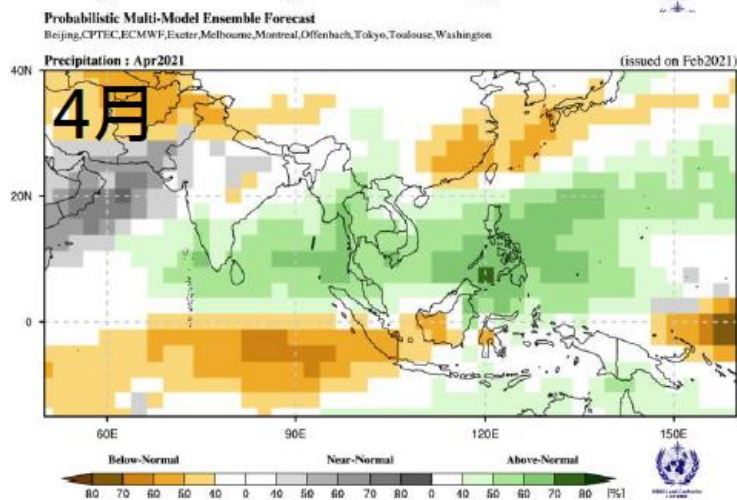 Probabilistic Multi-Model Ensemble Forecast
Beijing,CPTEC,ECMWF,Exeter,Melbourne,Montreal,Offenbach,Tokyo,Toulouse,Washington
Precipitation : Apr2021 (issued on Feb2021)
40N
4月
20N
0
60E 90E 120E 150E
Below-Normal Near-Normal Above-Normal
80 70 60 50 40 0 40 50 60 70 80 0 40 50 60 70 80 [%]